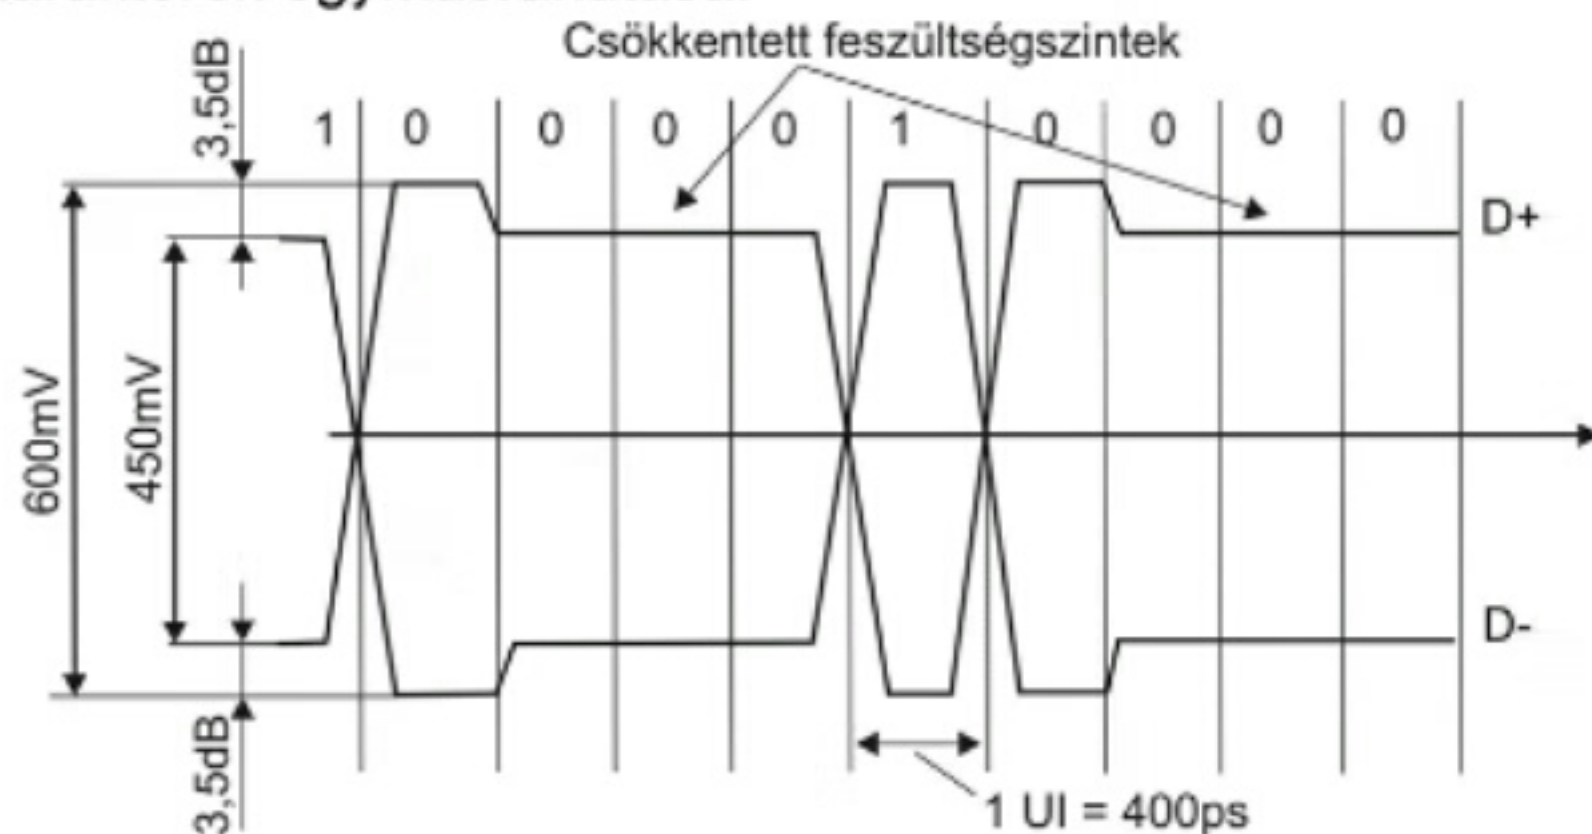 Csökkentett feszültségszintek
3,5dB
1 0 0 0 0 1 0 0 0 0
D+
600mV
450mV
D-
3,5dB
1 UI = 400ps